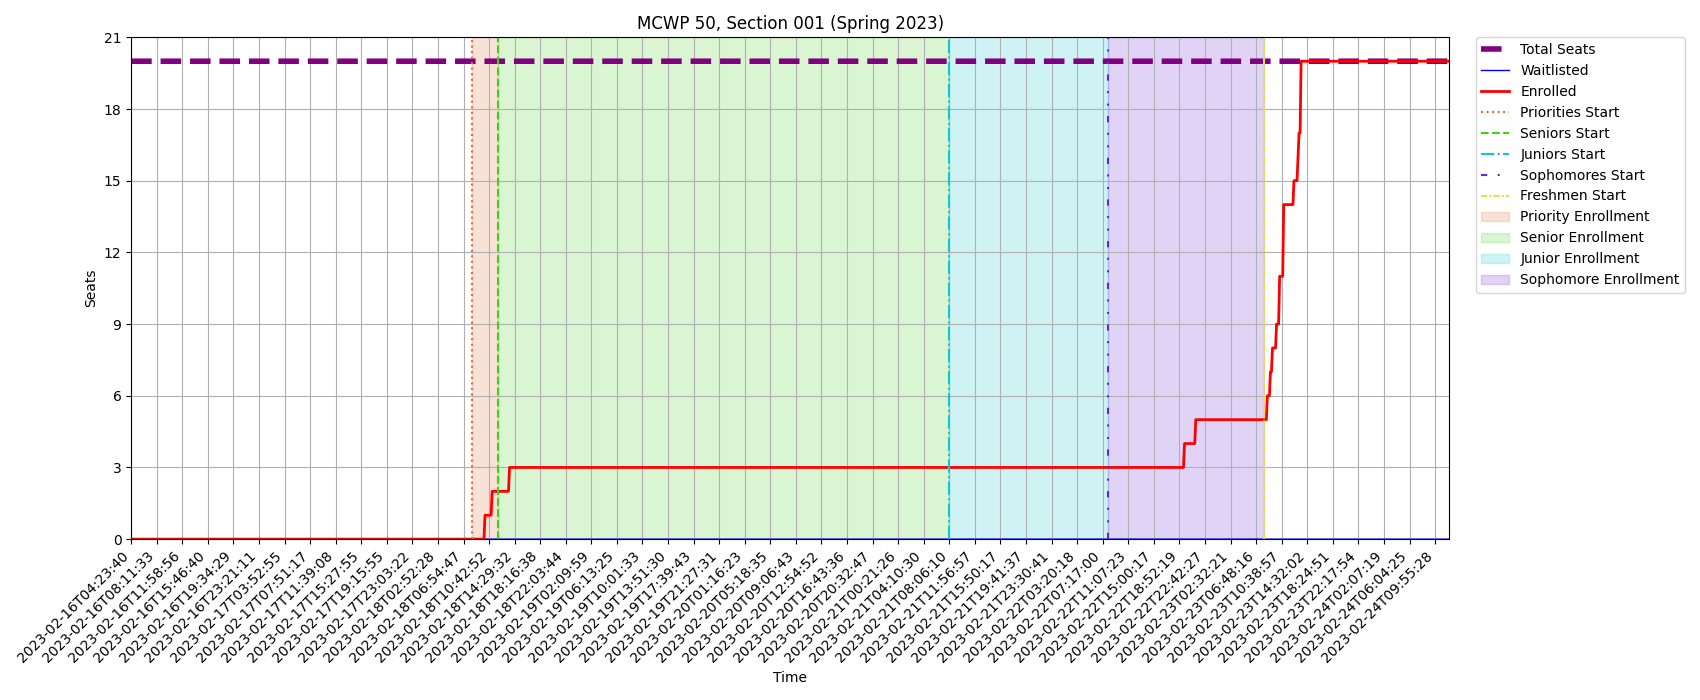 MCWP 50, Section 001 (Spring 2023)
21
18
15
12
9
6
3
0
Seats
2023-02-16T04:23:40
2023-02-16T08:11:33
2023-02-16T11:58:56
2023-02-16T15:46:40
2023-02-16T19:34:29
2023-02-16T23:21:11
2023-02-17T03:52:55
2023-02-17T07:51:17
2023-02-17T11:39:08
2023-02-17T15:27:55
2023-02-17T19:15:55
2023-02-17T23:03:22
2023-02-18T02:52:28
2023-02-18T06:54:47
2023-02-18T10:42:52
2023-02-18T14:29:32
2023-02-18T18:16:38
2023-02-18T22:03:44
2023-02-19T02:09:59
2023-02-19T06:13:25
2023-02-19T10:01:33
2023-02-19T13:51:30
2023-02-19T17:39:43
2023-02-19T21:27:31
2023-02-20T01:16:23
2023-02-20T05:18:35
2023-02-20T09:06:43
2023-02-20T12:54:52
2023-02-20T16:43:36
2023-02-20T20:32:47
2023-02-21T00:21:26
2023-02-21T04:10:30
2023-02-21T08:06:10
2023-02-21T11:56:57
2023-02-21T15:50:17
2023-02-21T19:41:37
2023-02-21T23:30:41
2023-02-22T03:20:18
2023-02-22T07:17:00
2023-02-22T11:07:23
2023-02-22T15:00:17
2023-02-22T18:52:19
2023-02-22T22:42:27
2023-02-23T02:32:21
2023-02-23T06:48:16
2023-02-23T10:38:57
2023-02-23T14:32:02
2023-02-23T18:24:51
2023-02-23T22:17:54
2023-02-24T02:07:19
2023-02-24T06:04:25
2023-02-24T09:55:28
Time
Total Seats
Waitlisted
Enrolled
Priorities Start
Seniors Start
Juniors Start
Sophomores Start
Freshmen Start
Priority Enrollment
Senior Enrollment
Junior Enrollment
Sophomore Enrollment